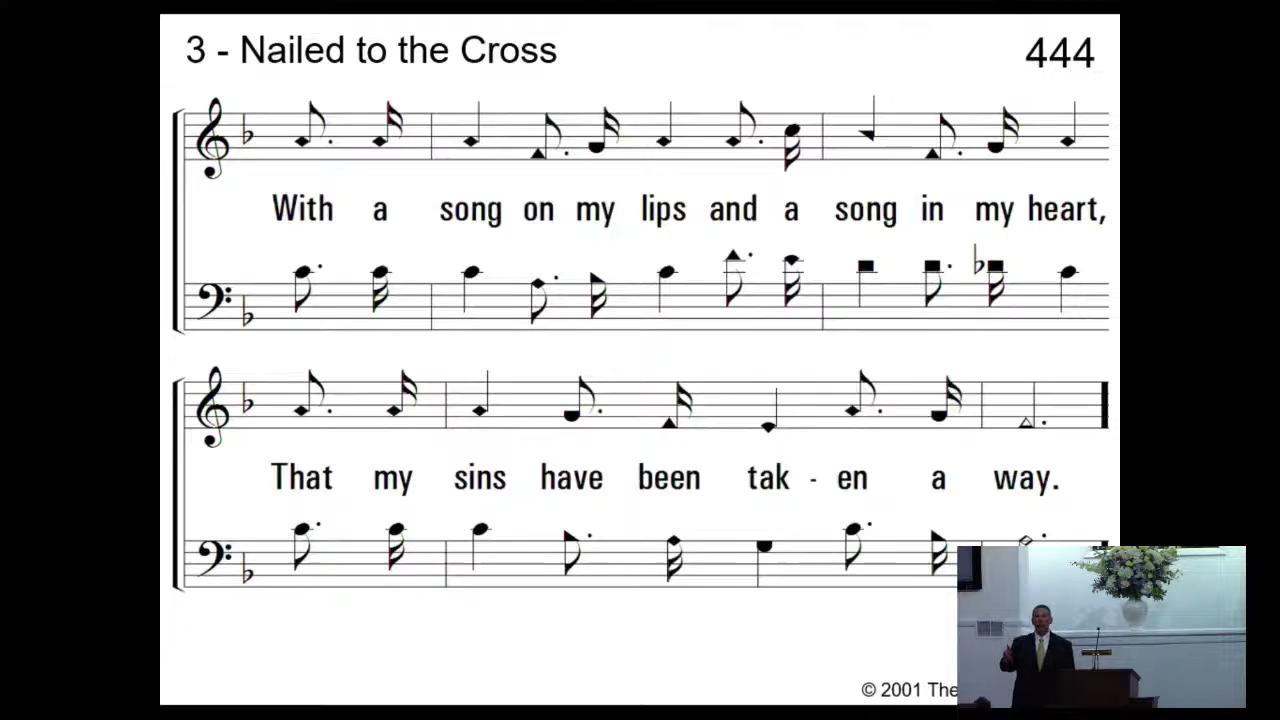 3 - Nailed to the Cross
444
With a song on my lips and a song in my heart,
That my sins have been tak - en a way.
© 2001 The